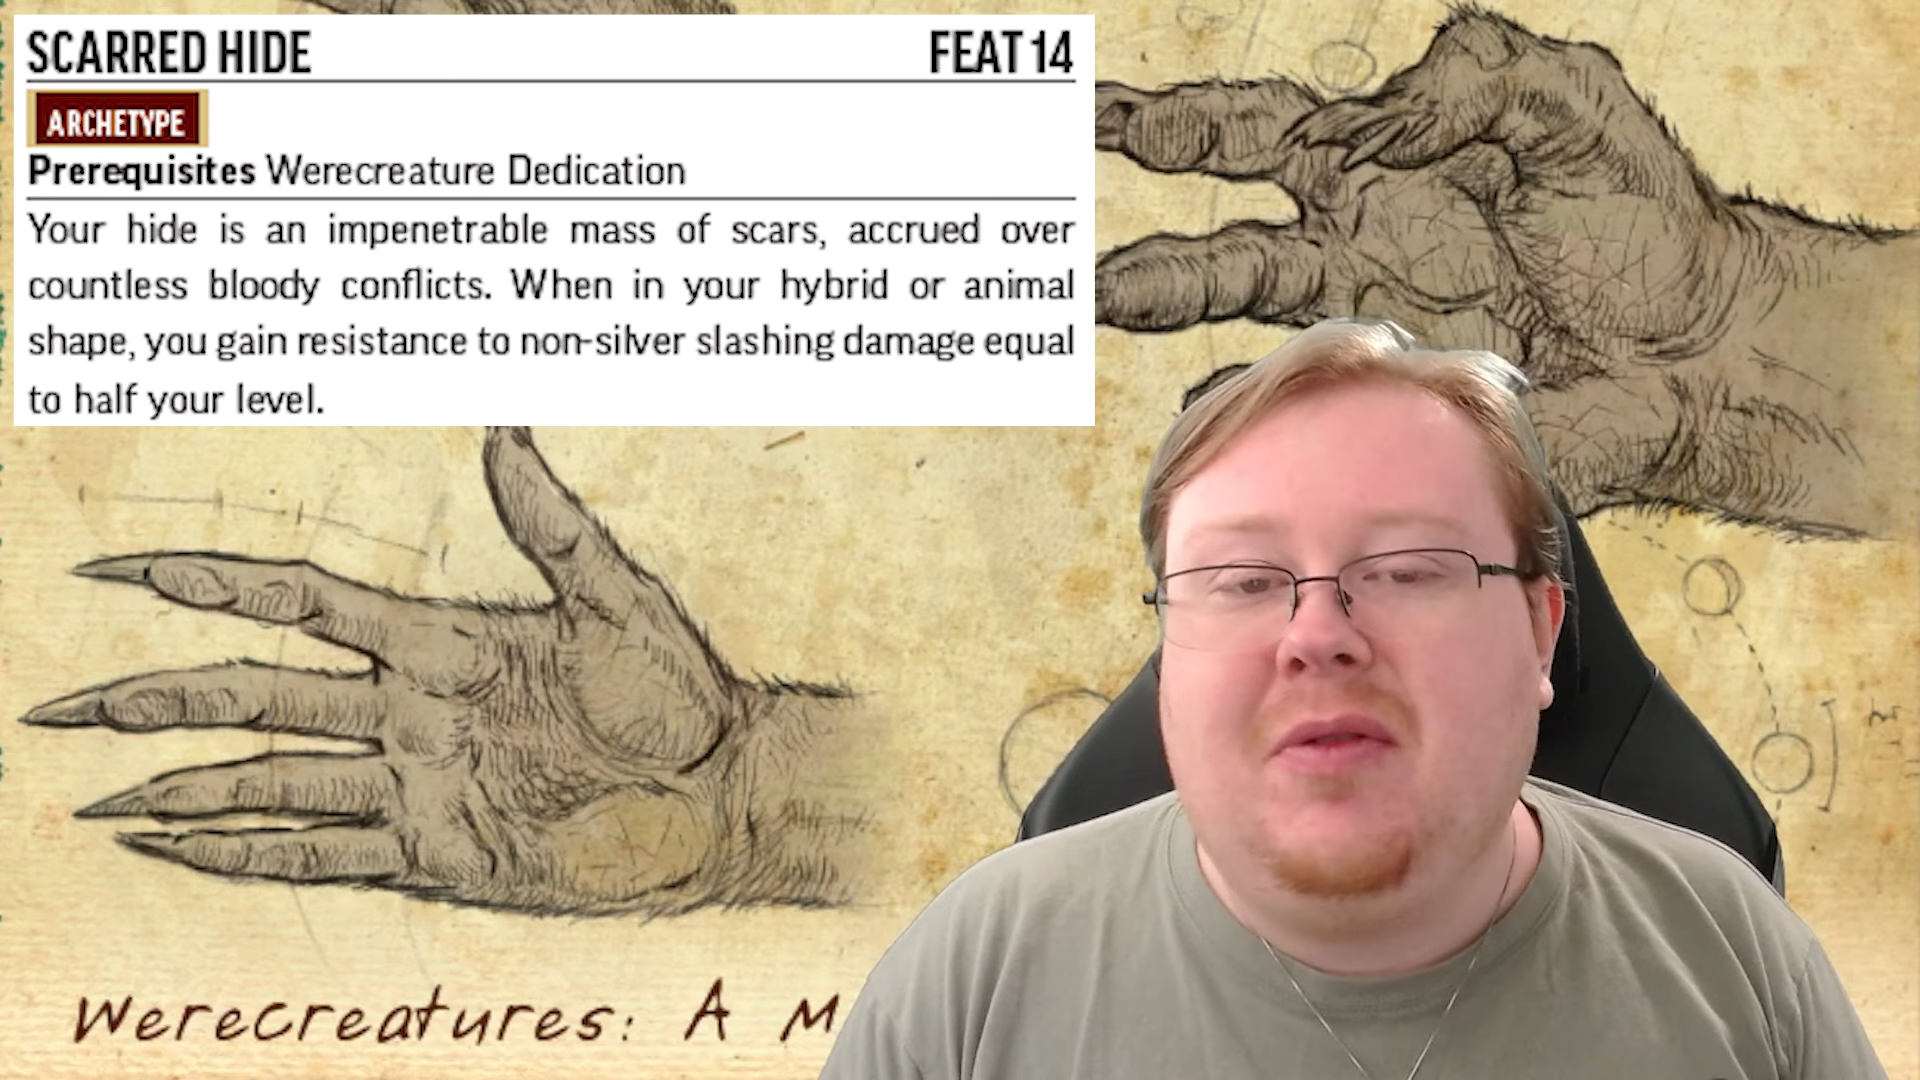 SCARRED HIDE FEAT 14
ARCHETYPE
Prerequisites Werecreature Dedication
Your hide is an impenetrable mass of scars, accrued over
countless bloody conflicts. When in your hybrid or animal
shape, you gain resistance to non-silver slashing damage equal
to half your level.
Werecreatures: A M